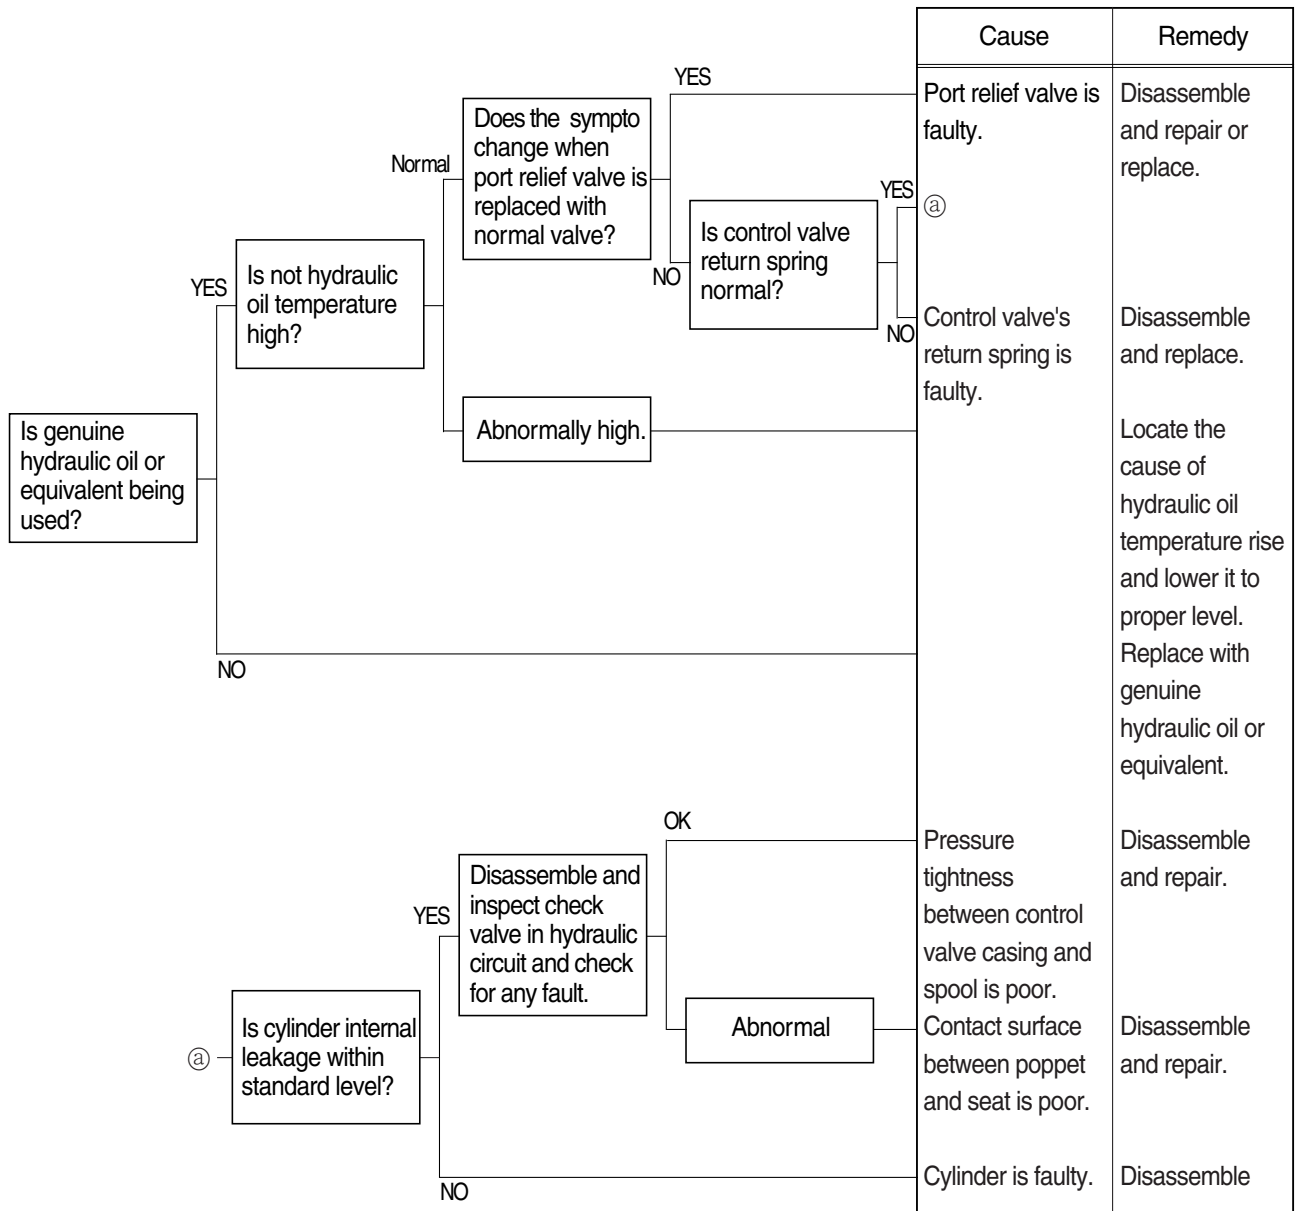 Cause
Remedy
YES
Port relief valve is
faulty.
Disassemble
and repair or
replace.
Does the sympto
change when
port relief valve is
replaced with
normal valve?
Normal
YES
ⓐ
Is control valve
return spring
normal?
NO
YES
Is not hydraulic
oil temperature
high?
NO
Control valve's
return spring is
faulty.
Disassemble
and replace.
Abnormally high.
Locate the
cause of
hydraulic oil
temperature rise
and lower it to
proper level.
Is genuine
hydraulic oil or
equivalent being
used?
NO
Replace with
genuine
hydraulic oil or
equivalent.
OK
Pressure
tightness
between control
valve casing and
spool is poor.
Disassemble
and repair.
YES
Disassemble and
inspect check
valve in hydraulic
circuit and check
for any fault.
Abnormal
Contact surface
between poppet
and seat is poor.
Disassemble
and repair.
ⓐ
Is cylinder internal
leakage within
standard level?
NO
Cylinder is faulty.
Disassemble